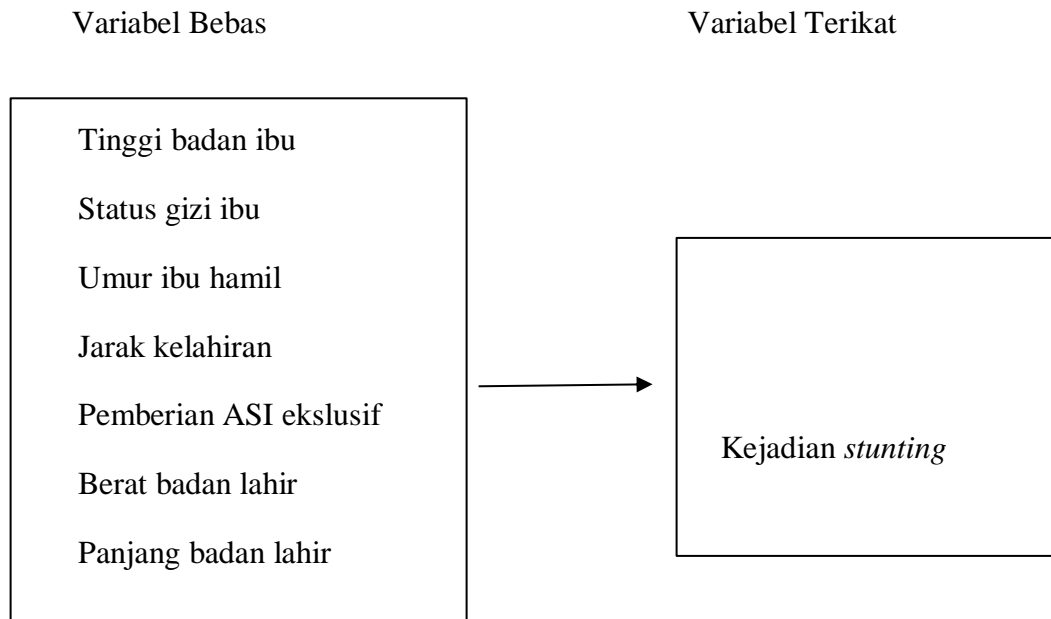 Variabel Bebas
Variabel Terikat
Tinggi badan ibu
Status gizi ibu
Umur ibu hamil
Jarak kelahiran
Pemberian ASI ekslusif
Berat badan lahir
Panjang badan lahir
Kejadian stunting